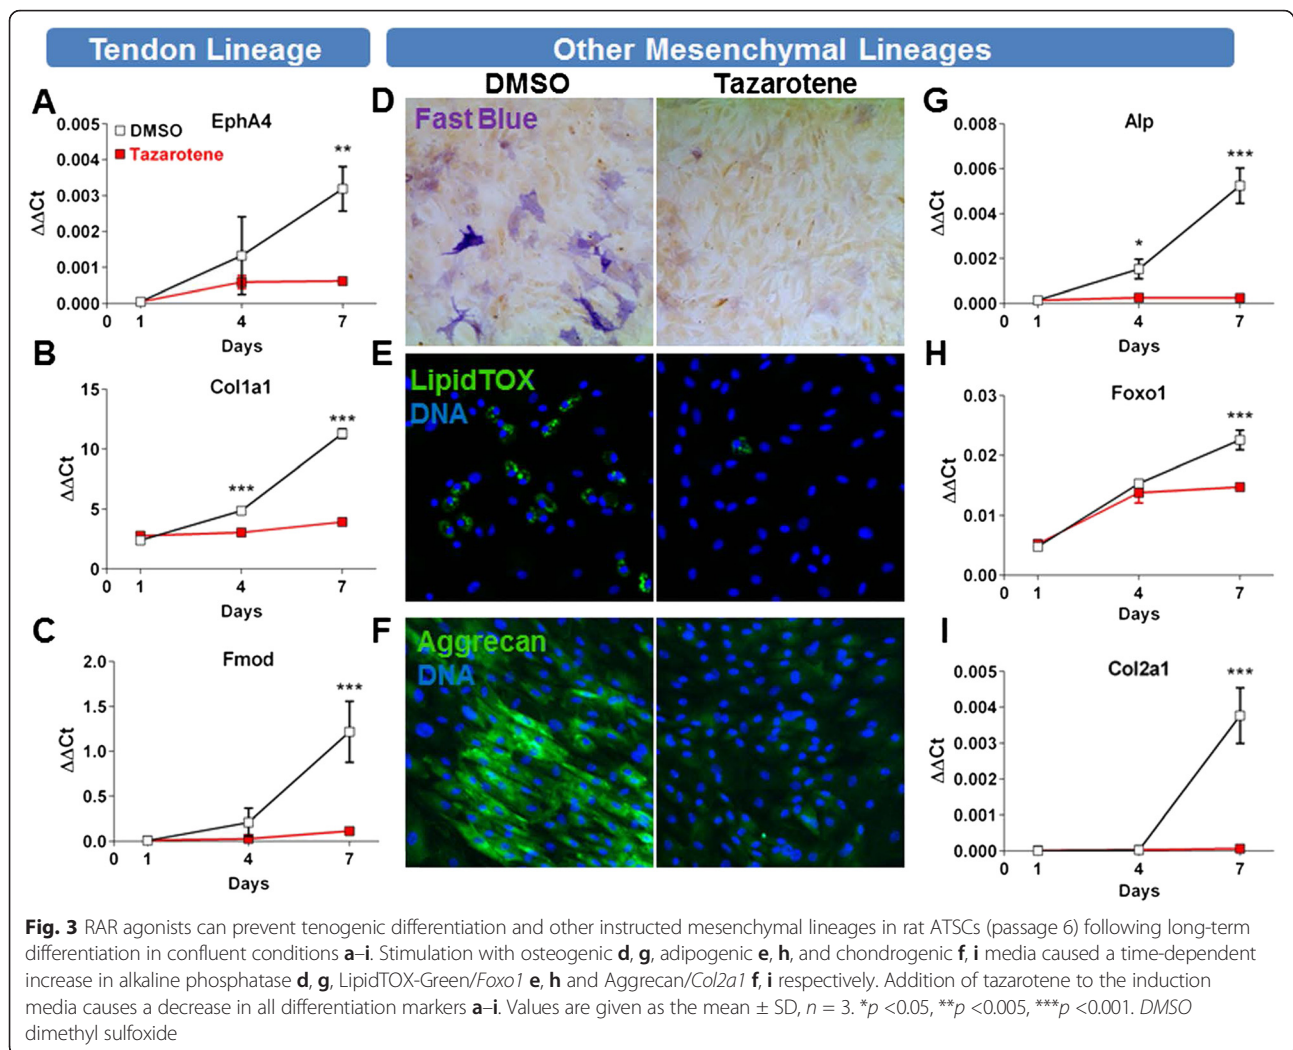 Tendon Lineage
Other Mesenchymal Lineages
A
EphA4
0.005
0.004
0.003
0.002
0.001
0.000
ΔΔCt
DMSO
Tazarotene
**
0 1 4 7
Days
B
Col1a1
15
10
5
0
ΔΔCt
***
***
0 1 4 7
Days
C
Fmod
2.0
1.5
1.0
0.5
0.0
ΔΔCt
***
0 1 4 7
Days
DMSO
Tazarotene
D
Fast Blue
E
LipidTOX
DNA
F
Aggrecan
DNA
G
Alp
0.008
0.006
0.004
0.002
0.000
ΔΔCt
*
***
0 1 4 7
Days
H
Foxo1
0.03
0.02
0.01
0.00
ΔΔCt
***
0 1 4 7
Days
I
Col2a1
0.005
0.004
0.003
0.002
0.001
0.000
ΔΔCt
***
0 1 4 7
Days
Fig. 3 RAR agonists can prevent tenogenic differentiation and other instructed mesenchymal lineages in rat ATSCs (passage 6) following long-term
differentiation in confluent conditions a–i. Stimulation with osteogenic d, g, adipogenic e, h, and chondrogenic f, i media caused a time-dependent
increase in alkaline phosphatase d, g, LipidTOX-Green/Foxo1 e, h and Aggrecan/Col2a1 f, i respectively. Addition of tazarotene to the induction
media causes a decrease in all differentiation markers a–i. Values are given as the mean ± SD, n = 3. *p <0.05, **p <0.005, ***p <0.001. DMSO
dimethyl sulfoxide